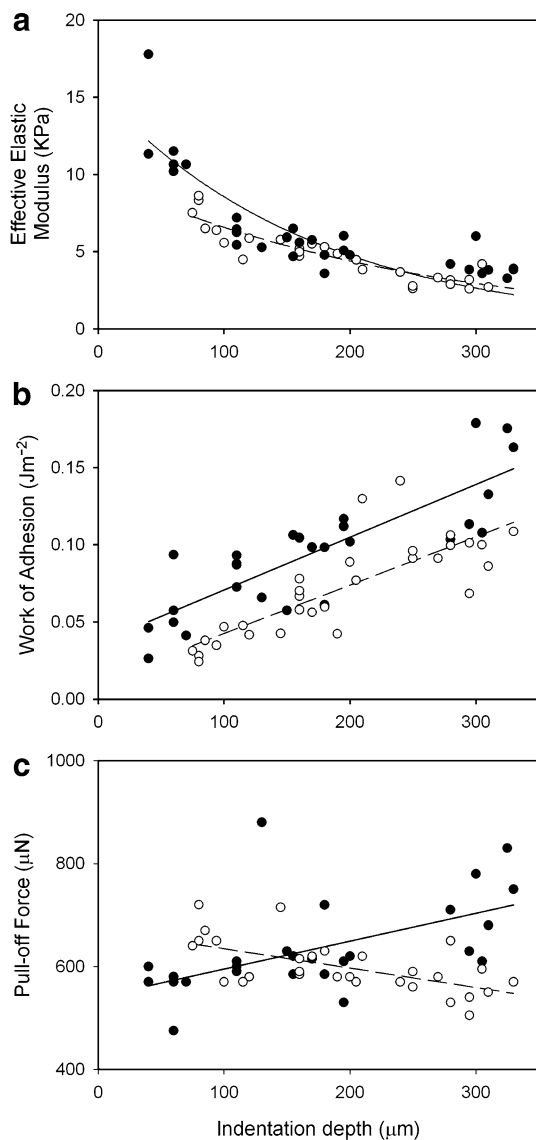 a
20
15
10
5
0
Effective Elastic
Modulus (KPa)
0 100 200 300
b
0.20
0.15
0.10
0.05
0.00
Work of Adhesion (Jm⁻²)
0 100 200 300
c
1000
800
600
400
Pull-off Force (μN)
0 100 200 300
Indentation depth (μm)